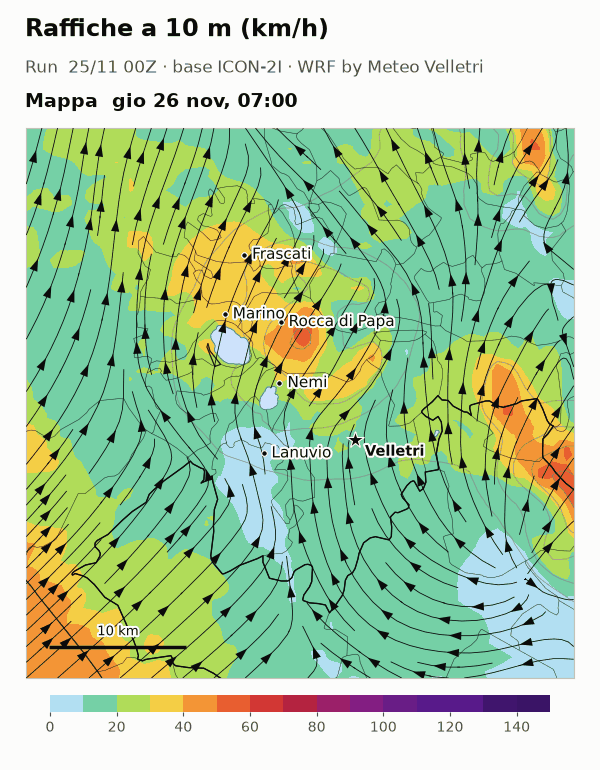 Raffiche a 10 m (km/h)
Run  25/11 00Z · base ICON-2I · WRF by Meteo Velletri
Mappa  gio 26 nov, 07:00
Frascati
Marino
Rocca di Papa
Nemi
Velletri
Lanuvio
10 km
0 20 40 60 80 100 120 140